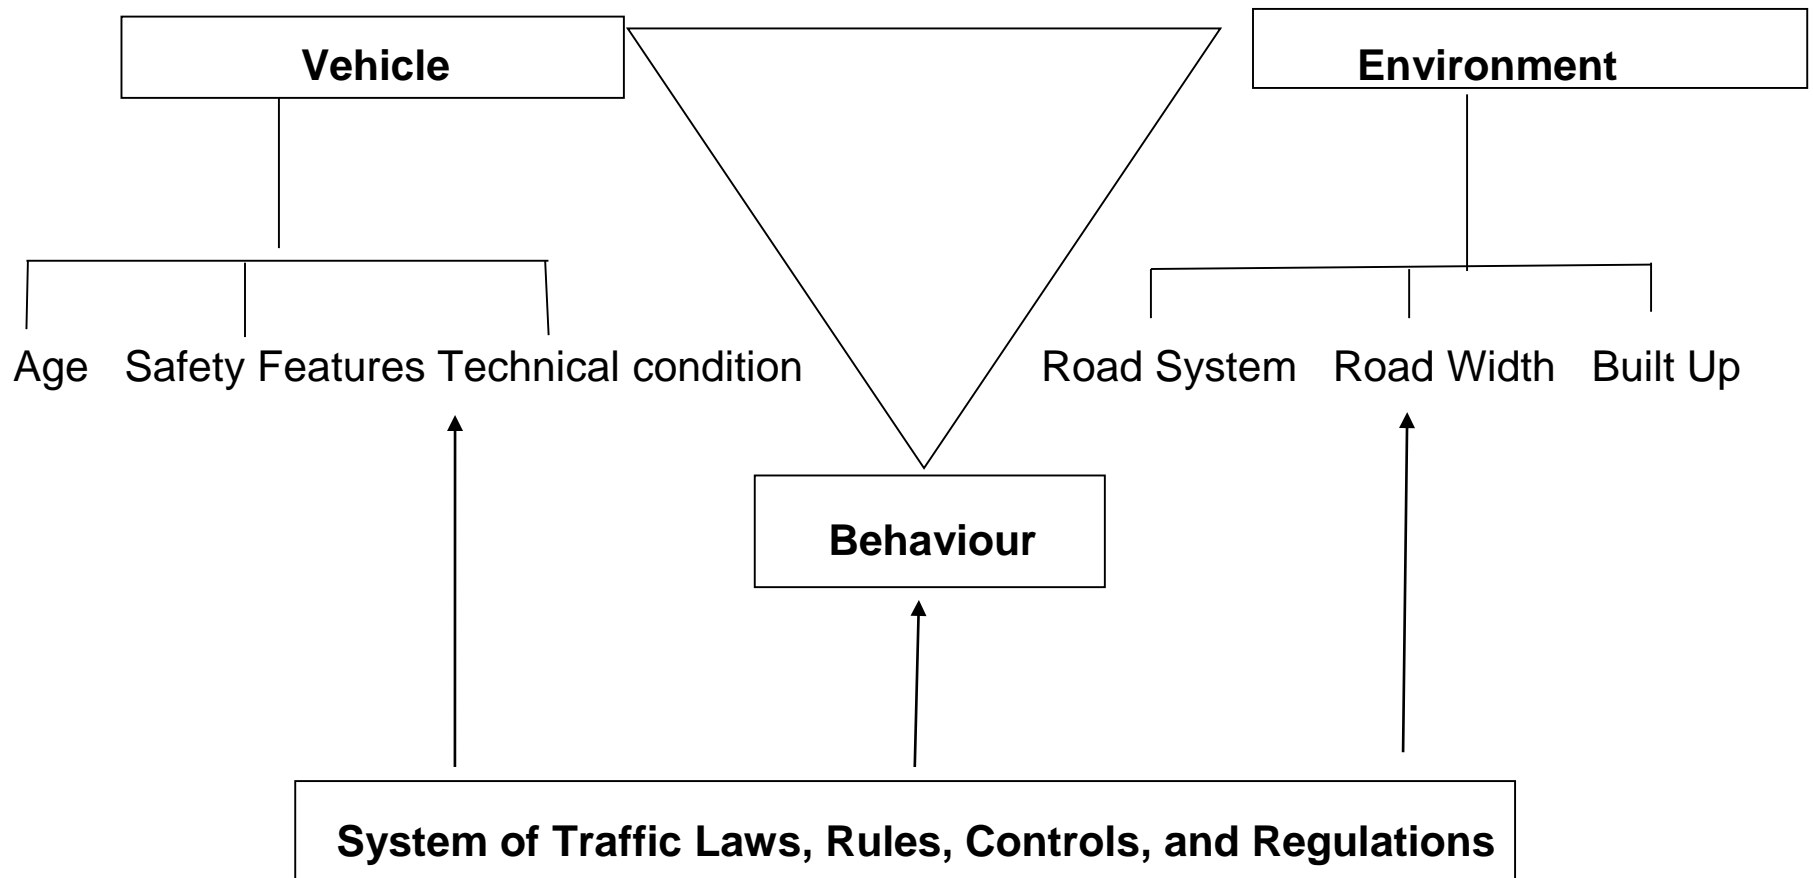 Vehicle
Environment
Age Safety Features Technical condition
Road System Road Width Built Up
Behaviour
System of Traffic Laws, Rules, Controls, and Regulations